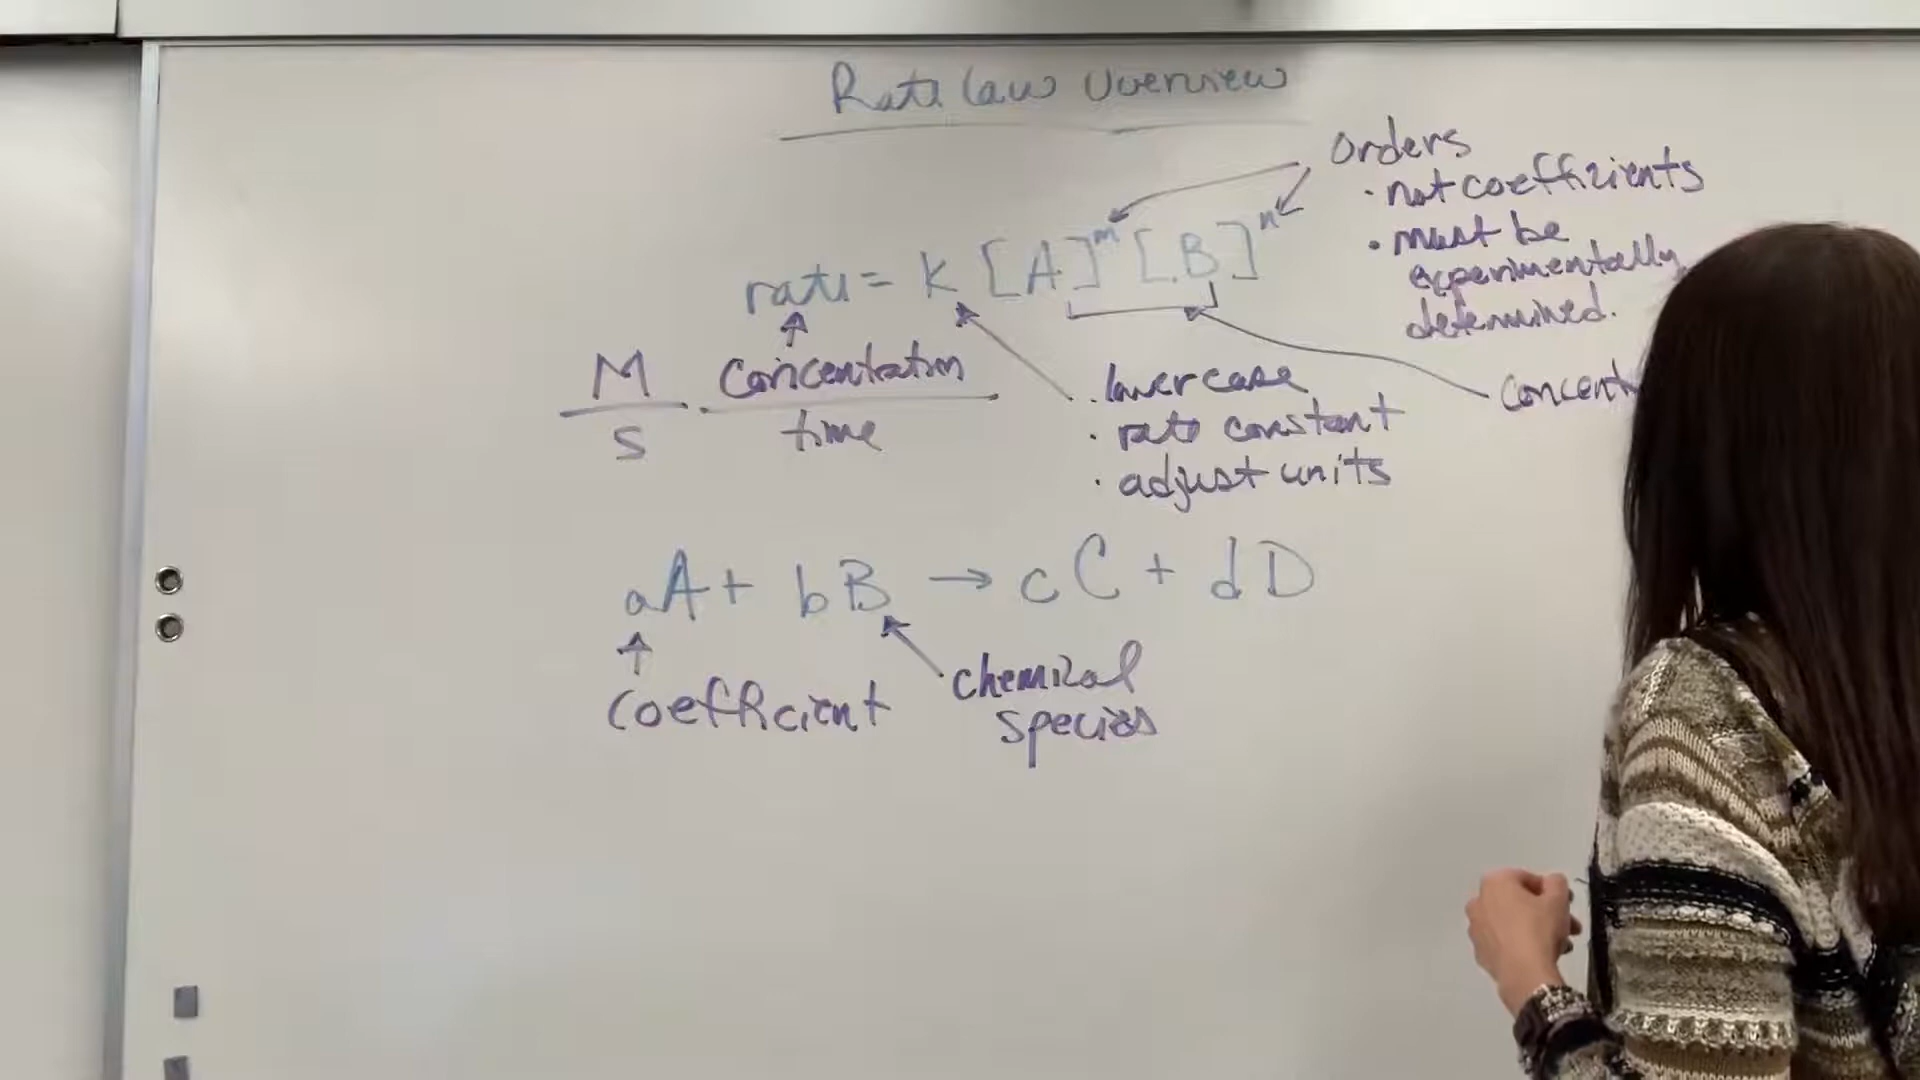 Rate Law Overview
Orders
• not coefficients
• must be
experimentally
determined.
rate = k [A]^m [B]^n
M
s
Concentration
time
• lowercase
• rate constant
• adjust units
aA + bB → cC + dD
Coefficient
chemical
species